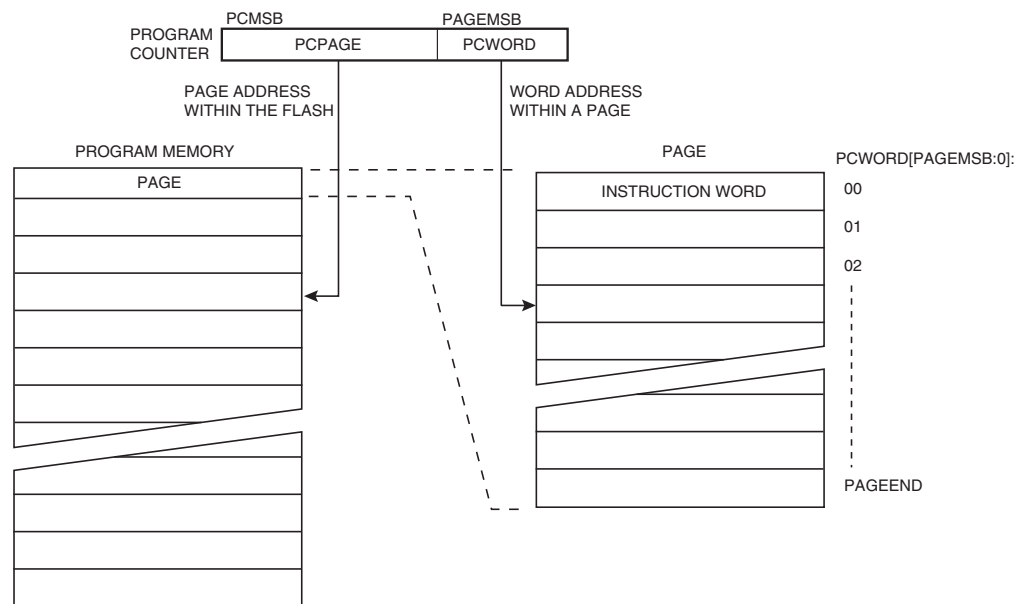 PCMSB
PAGEMSB
PROGRAM
COUNTER
PCPAGE
PCWORD
PAGE ADDRESS
WITHIN THE FLASH
WORD ADDRESS
WITHIN A PAGE
PROGRAM MEMORY
PAGE
PAGE
PCWORD[PAGEMSB:0]:
INSTRUCTION WORD
00
01
02
PAGEEND